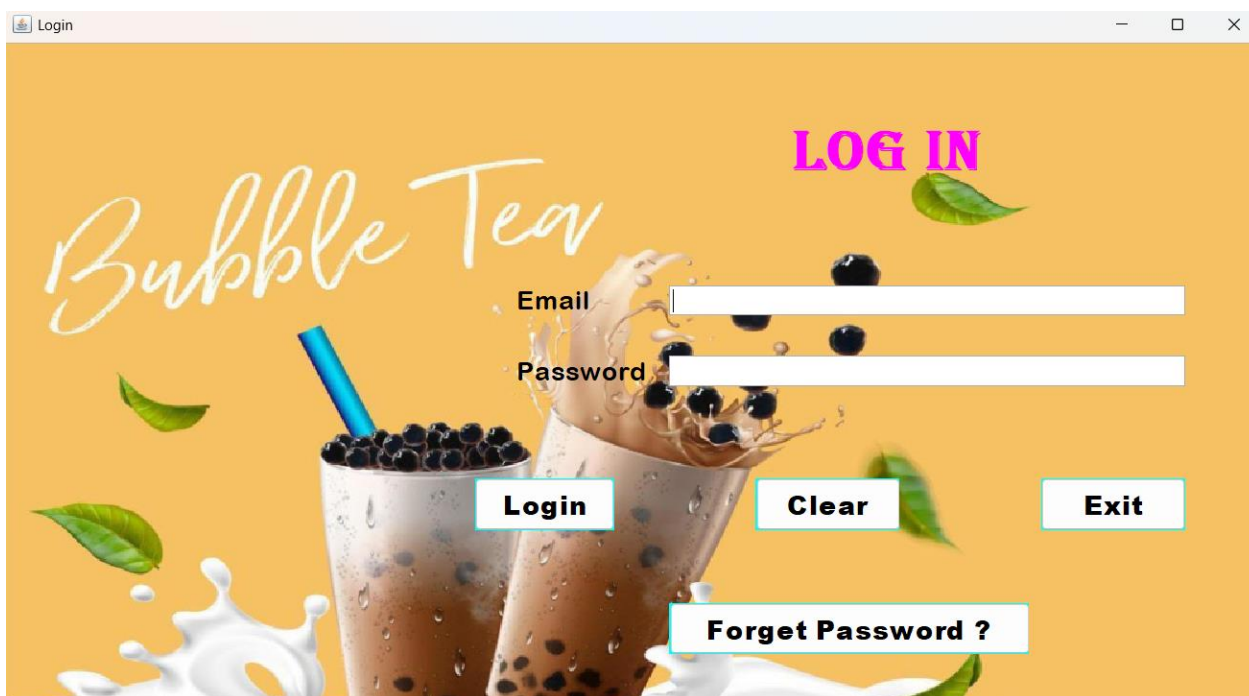 Login
LOG IN
Bubble Tea
Email
Password
Login Clear Exit
Forget Password ?